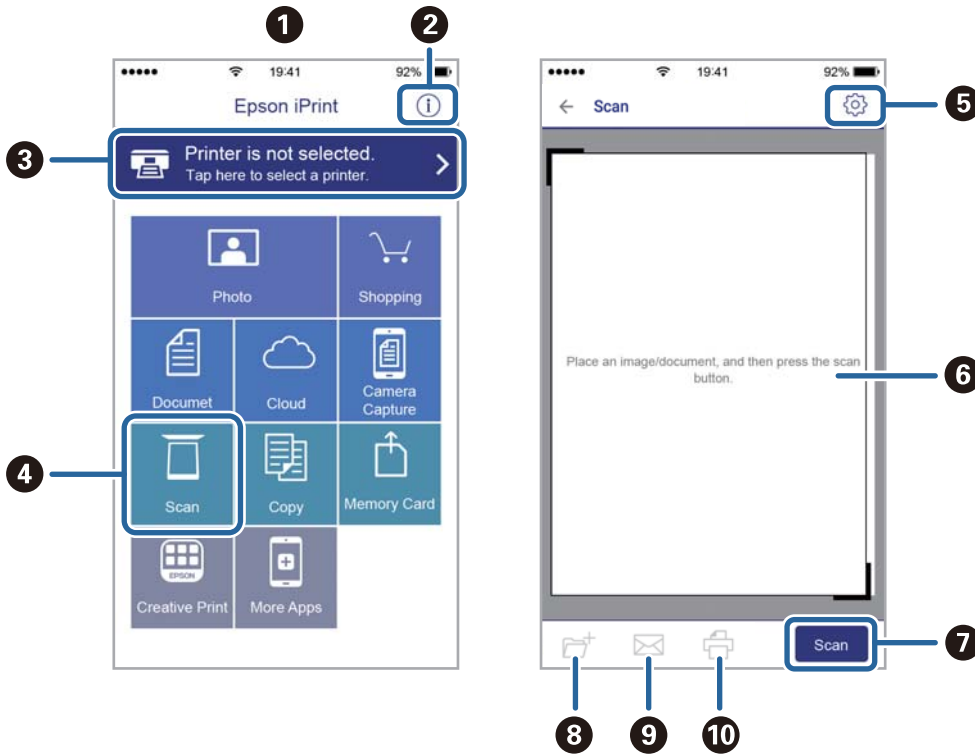 1
2
19:41
92%
Epson iPrint
i
3
Printer is not selected.
Tap here to select a printer.
Photo
Shopping
Documet
Cloud
Camera
Capture
4
Scan
Copy
Memory Card
EPSON
Creative Print
More Apps
19:41
92%
Scan
5
Place an image/document, and then press the scan
button.
6
Scan
7
8
9
10